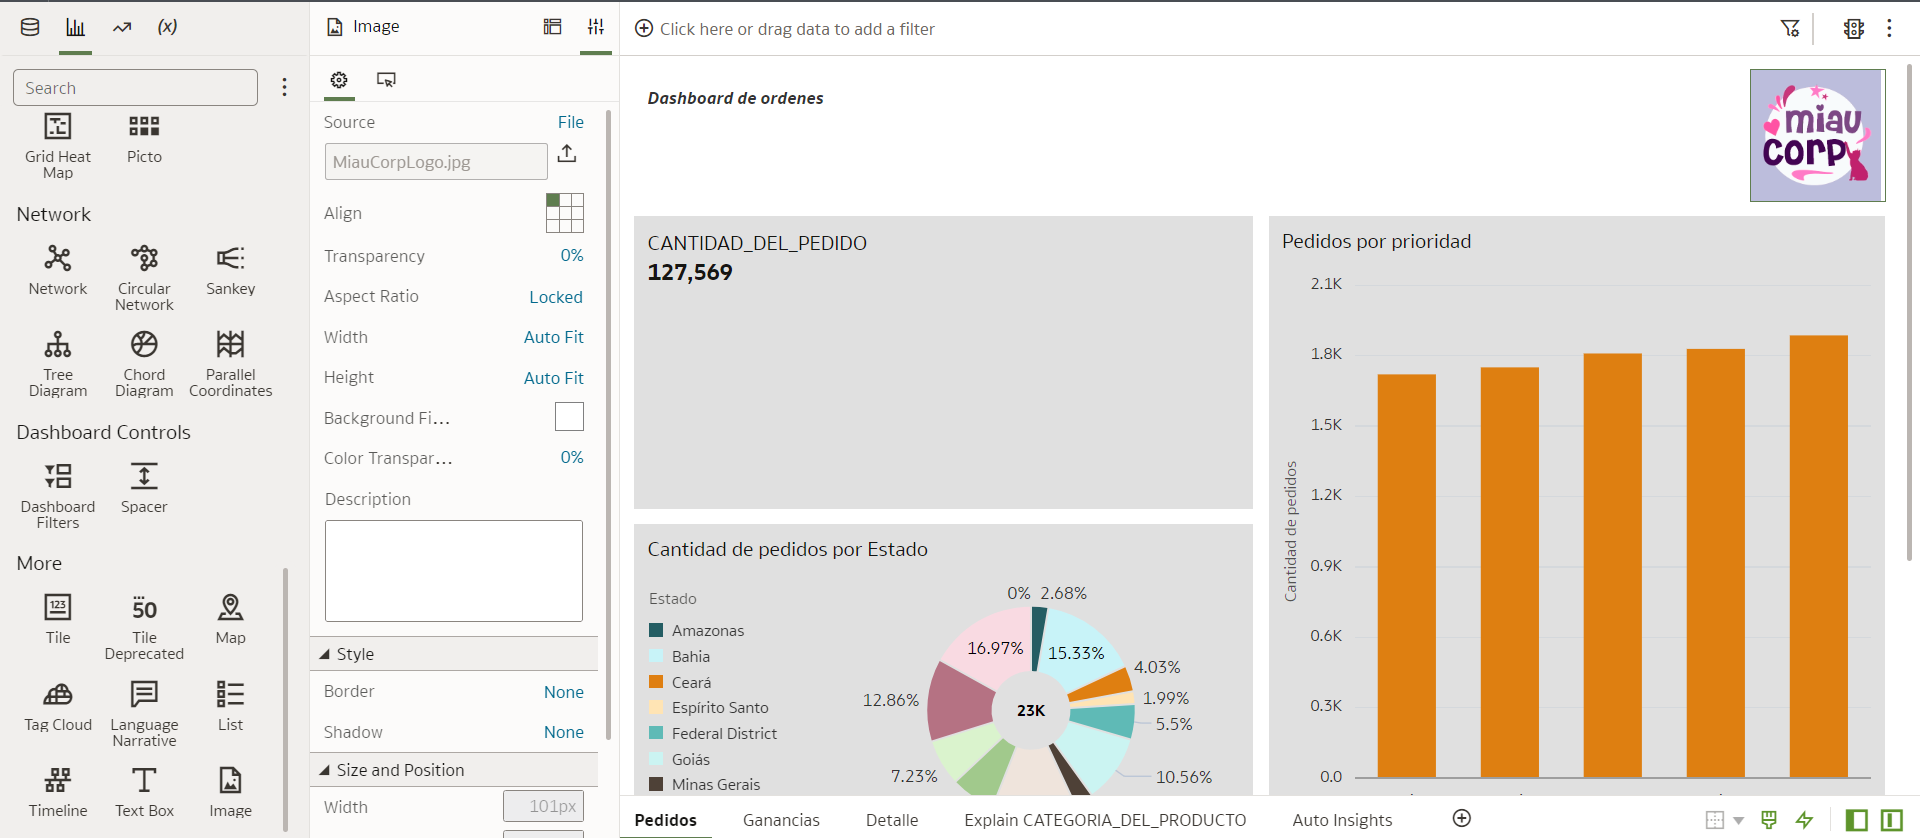 (x)
Search
Grid Heat
Map
Picto
Network
Network
Circular
Network
Sankey
Tree
Diagram
Chord
Diagram
Parallel
Coordinates
Dashboard Controls
Dashboard
Filters
Spacer
More
123
Tile
50
Tile
Deprecated
Map
Tag Cloud
Language
Narrative
List
Timeline
Text Box
Image
Image
Source
File
MiauCorpLogo.jpg
Align
Transparency
0%
Aspect Ratio
Locked
Width
Auto Fit
Height
Auto Fit
Background Fi...
Color Transpar...
0%
Description
Style
Border
None
Shadow
None
Size and Position
Width
101px
Click here or drag data to add a filter
Dashboard de ordenes
miau
corp
CANTIDAD_DEL_PEDIDO
127,569
Cantidad de pedidos por Estado
Estado
Amazonas
Bahia
Ceará
Espírito Santo
Federal District
Goiás
Minas Gerais
0%
2.68%
16.97%
15.33%
4.03%
12.86%
1.99%
23K
5.5%
7.23%
10.56%
Pedidos por prioridad
Cantidad de pedidos
2.1K
1.8K
1.5K
1.2K
0.9K
0.6K
0.3K
0.0
Pedidos
Ganancias
Detalle
Explain CATEGORIA_DEL_PRODUCTO
Auto Insights